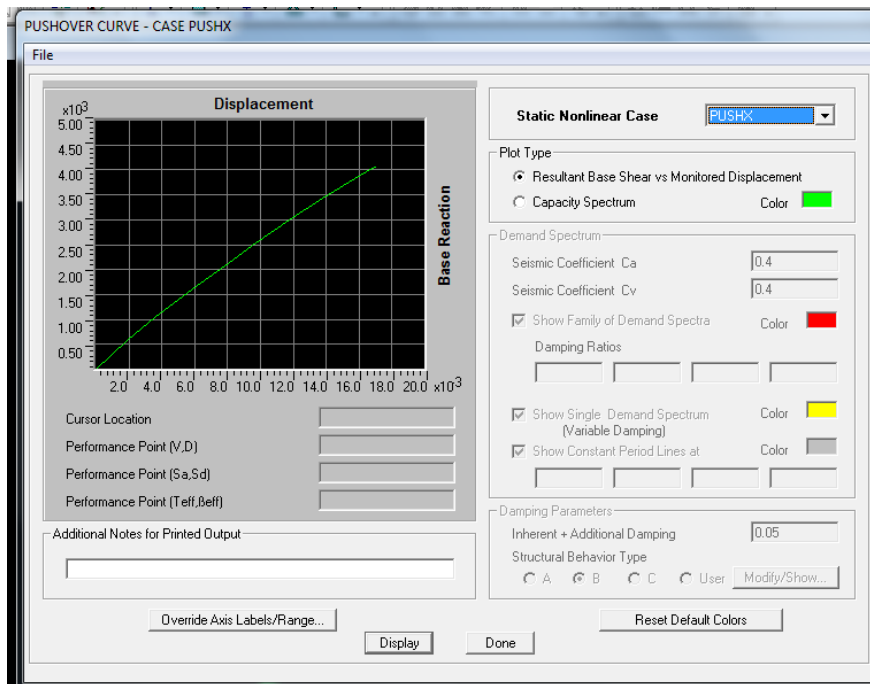 PUSHOVER CURVE - CASE PUSHX
File
Displacement
x10³
5.00
4.50
4.00
3.50
3.00
2.50
2.00
1.50
1.00
0.50
2.0 4.0 6.0 8.0 10.0 12.0 14.0 16.0 18.0 20.0 x10⁻³
Base Reaction
Cursor Location
Performance Point (V,D)
Performance Point (Sa,Sd)
Performance Point (Teff,βeff)
Additional Notes for Printed Output
Override Axis Labels/Range...
Static Nonlinear Case PUSHX
Plot Type
Resultant Base Shear vs Monitored Displacement
Capacity Spectrum Color
Demand Spectrum
Seismic Coefficient Ca 0.4
Seismic Coefficient Cv 0.4
Show Family of Demand Spectra Color
Damping Ratios
Show Single Demand Spectrum Color
(Variable Damping)
Show Constant Period Lines at Color
Damping Parameters
Inherent + Additional Damping 0.05
Structural Behavior Type
A B C User Modify/Show...
Reset Default Colors
Display Done